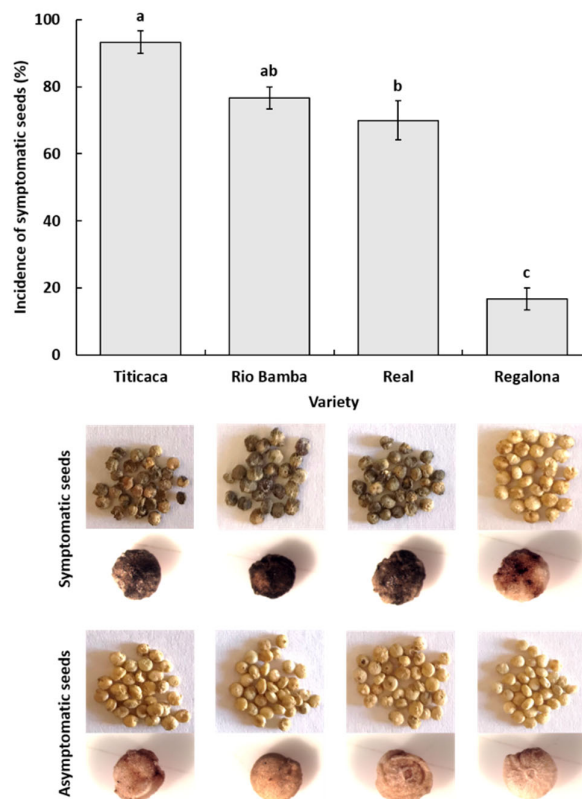 100
80
60
40
20
0
Incidence of symptomatic seeds (%)
a
ab
b
c
Titicaca
Rio Bamba
Real
Regalona
Variety
Symptomatic seeds
Asymptomatic seeds